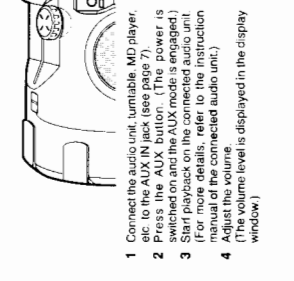 1 Connect the audio unit, turntable, MD player,
etc. to the AUX IN jack (see page 7).
2 Press the AUX button. (The power is
switched on and the AUX mode is engaged.)
3 Start playback on the connected audio unit.
(For more details, refer to the instruction
manual of the connected audio unit.)
4 Adjust the volume.
(The volume level is displayed in the display
window.)